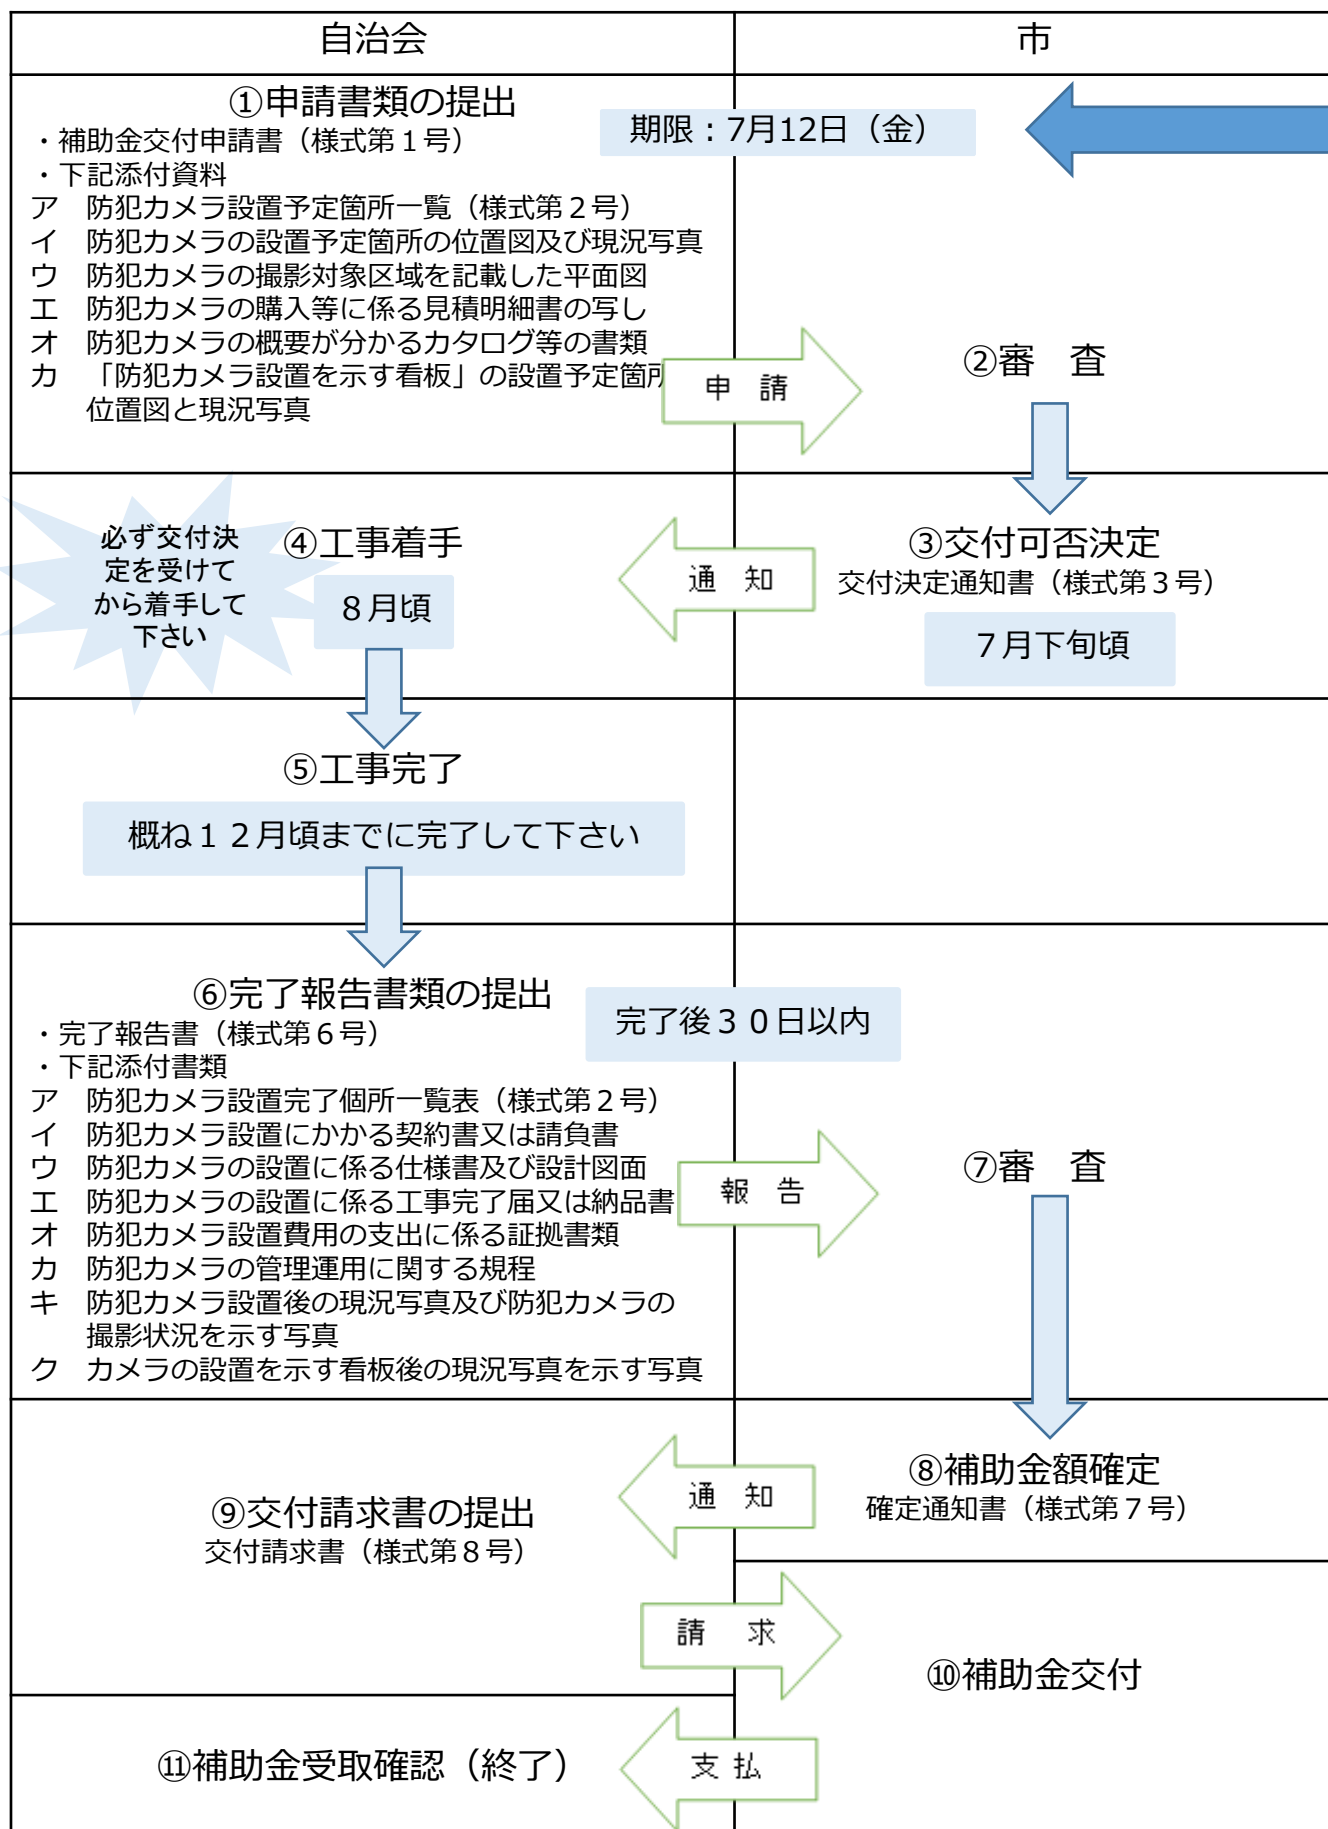 自治会
市
①申請書類の提出
期限：7月12日（金）
・補助金交付申請書（様式第１号）
・下記添付資料
ア　防犯カメラ設置予定箇所一覧（様式第２号）
イ　防犯カメラの設置予定箇所の位置図及び現況写真
ウ　防犯カメラの撮影対象区域を記載した平面図
エ　防犯カメラの購入等に係る見積明細書の写し
オ　防犯カメラの概要が分かるカタログ等の書類
カ　「防犯カメラ設置を示す看板」の設置予定箇所
位置図と現況写真
申　請
②審　査
必ず交付決
定を受けて
から着手して
下さい
④工事着手
８月頃
通　知
③交付可否決定
交付決定通知書（様式第３号）
７月下旬頃
⑤工事完了
概ね１２月頃までに完了して下さい
⑥完了報告書類の提出
完了後３０日以内
・完了報告書（様式第６号）
・下記添付書類
ア　防犯カメラ設置完了個所一覧表（様式第２号）
イ　防犯カメラ設置にかかる契約書又は請負書
ウ　防犯カメラの設置に係る仕様書及び設計図面
エ　防犯カメラの設置に係る工事完了届又は納品書
オ　防犯カメラ設置費用の支出に係る証拠書類
カ　防犯カメラの管理運用に関する規程
キ　防犯カメラ設置後の現況写真及び防犯カメラの
撮影状況を示す写真
ク　カメラの設置を示す看板後の現況写真を示す写真
報　告
⑦審　査
通　知
⑧補助金額確定
確定通知書（様式第７号）
⑨交付請求書の提出
交付請求書（様式第８号）
請　求
⑩補助金交付
⑪補助金受取確認（終了）
支 払